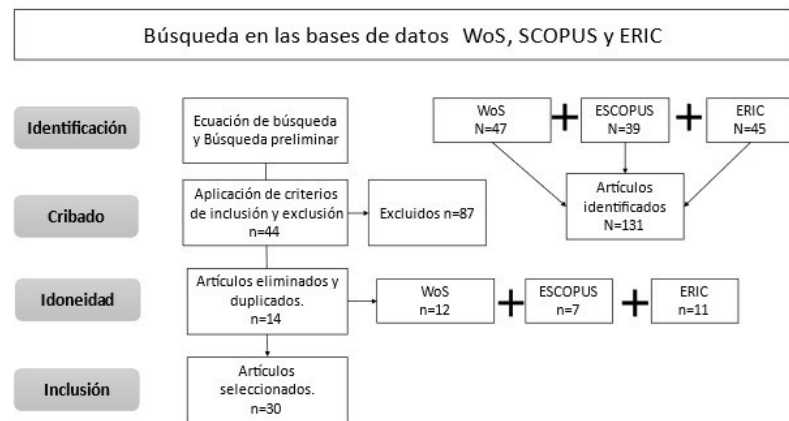 Búsqueda en las bases de datos WoS, SCOPUS y ERIC
Identificación
Ecuación de búsqueda
y Búsqueda preliminar
WoS
N=47
+
ESCOPUS
N=39
+
ERIC
N=45
Artículos
identificados
N=131
Cribado
Aplicación de criterios
de inclusión y exclusión
n=44
Excluidos n=87
Idoneidad
Artículos eliminados y
duplicados.
n=14
WoS
n=12
+
ESCOPUS
n=7
+
ERIC
n=11
Inclusión
Artículos
seleccionados.
n=30